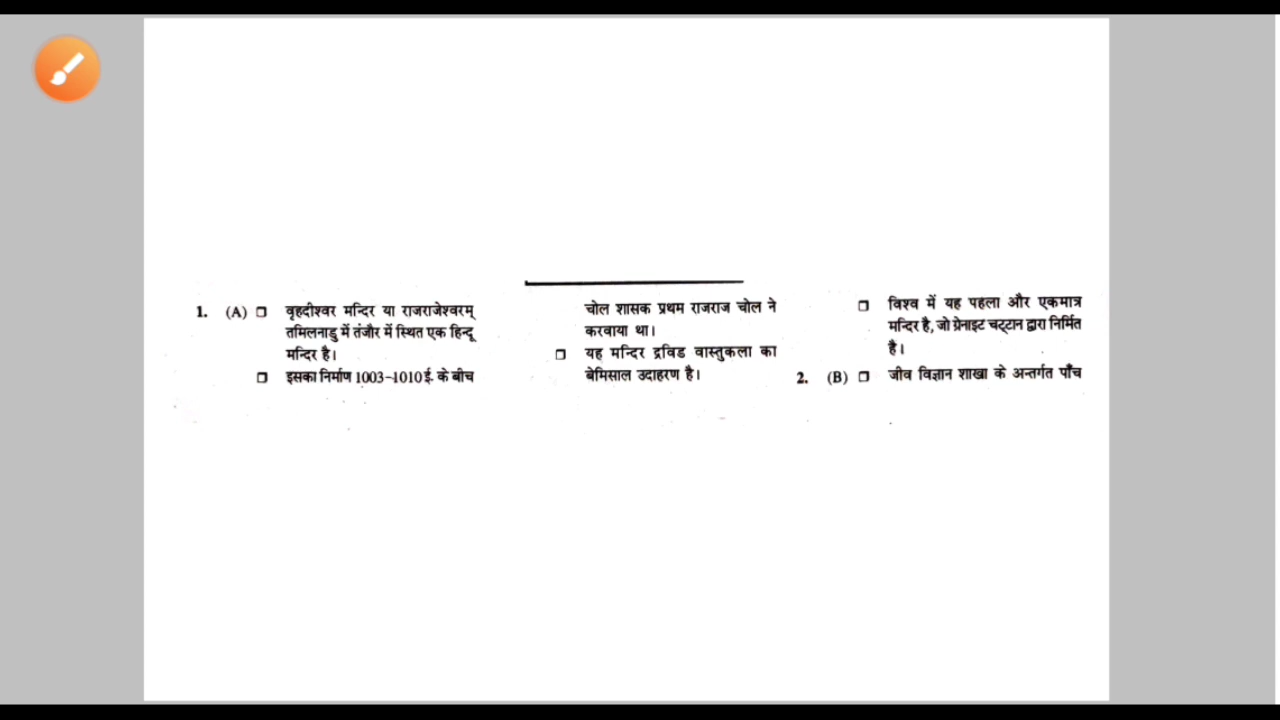 1. (A) □ वृहदीश्वर मन्दिर या राजराजेश्वरम्
तमिलनाडु में तंजौर में स्थित एक हिन्दू
मन्दिर है।
□ इसका निर्माण 1003-1010 ई. के बीच
चोल शासक प्रथम राजराज चोल ने
करवाया था।
□ यह मन्दिर द्रविड वास्तुकला का
बेमिसाल उदाहरण है।
□ विश्व में यह पहला और एकमात्र
मन्दिर है, जो ग्रेनाइट चट्टान द्वारा निर्मित
है।
2. (B) □ जीव विज्ञान शाखा के अन्तर्गत पाँच